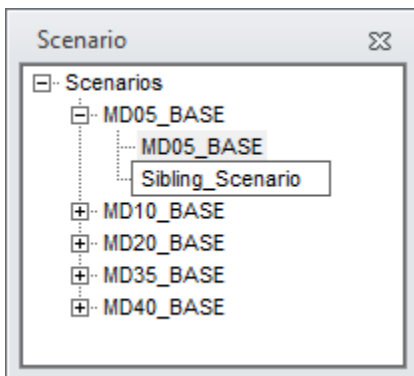 Scenario
Scenarios
MD05_BASE
MD05_BASE
Sibling_Scenario
MD10_BASE
MD20_BASE
MD35_BASE
MD40_BASE